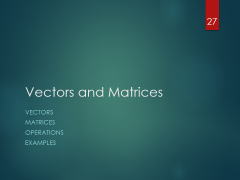 27
Vectors and Matrices
VECTORS
MATRICES
OPERATIONS
EXAMPLES